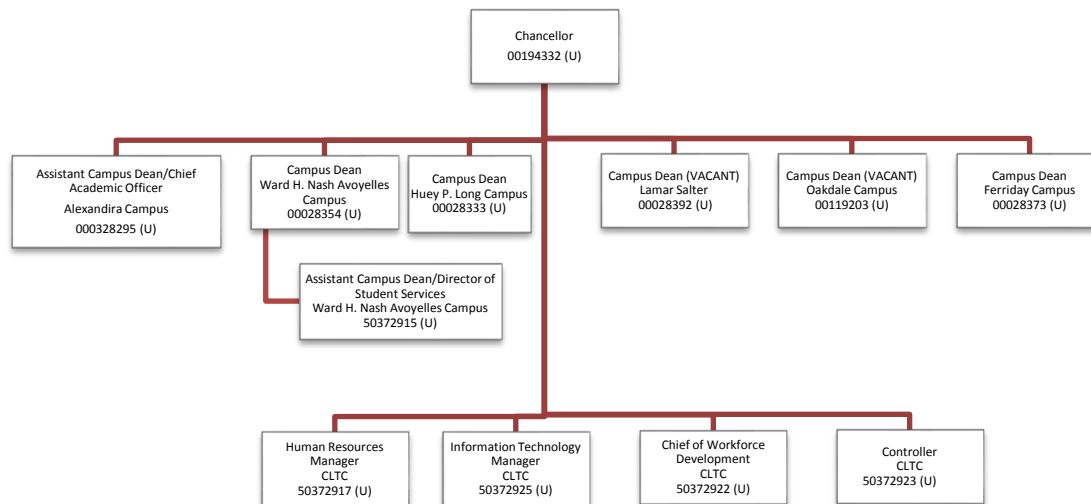 Chancellor
00194332 (U)
Assistant Campus Dean/Chief
Academic Officer
Alexandira Campus
000328295 (U)
Campus Dean
Ward H. Nash Avoyelles
Campus
00028354 (U)
Campus Dean
Huey P. Long Campus
00028333 (U)
Campus Dean (VACANT)
Lamar Salter
00028392 (U)
Campus Dean (VACANT)
Oakdale Campus
00119203 (U)
Campus Dean
Ferriday Campus
00028373 (U)
Assistant Campus Dean/Director of
Student Services
Ward H. Nash Avoyelles Campus
50372915 (U)
Human Resources
Manager
CLTC
50372917 (U)
Information Technology
Manager
CLTC
50372925 (U)
Chief of Workforce
Development
CLTC
50372922 (U)
Controller
CLTC
50372923 (U)